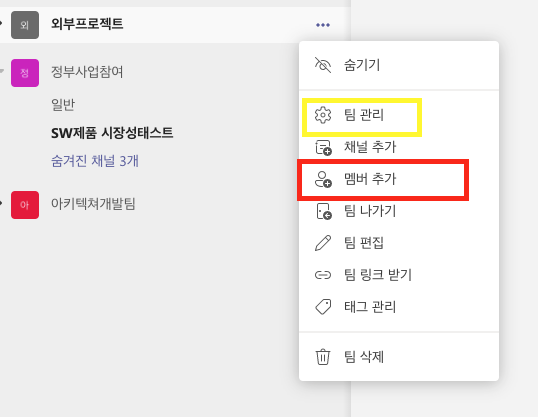 외 외부프로젝트
정 정부사업참여
일반
SW제품 시장성테스트
숨겨진 채널 3개
아 아키텍쳐개발팀
숨기기
팀 관리
채널 추가
멤버 추가
팀 나가기
팀 편집
팀 링크 받기
태그 관리
팀 삭제